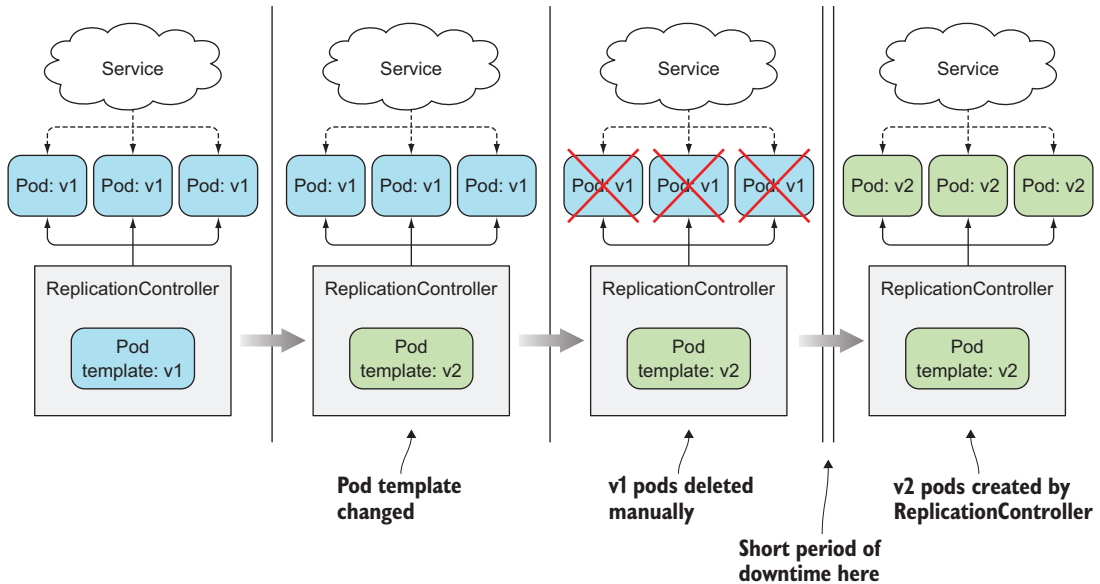 Service
Service
Service
Service
Pod: v1
Pod: v1
Pod: v1
Pod: v1
Pod: v1
Pod: v1
Pod: v1
Pod: v1
Pod: v1
Pod: v2
Pod: v2
Pod: v2
ReplicationController
ReplicationController
ReplicationController
ReplicationController
Pod
template: v1
Pod
template: v2
Pod
template: v2
Pod
template: v2
Pod template
changed
v1 pods deleted
manually
Short period of
downtime here
v2 pods created by
ReplicationController